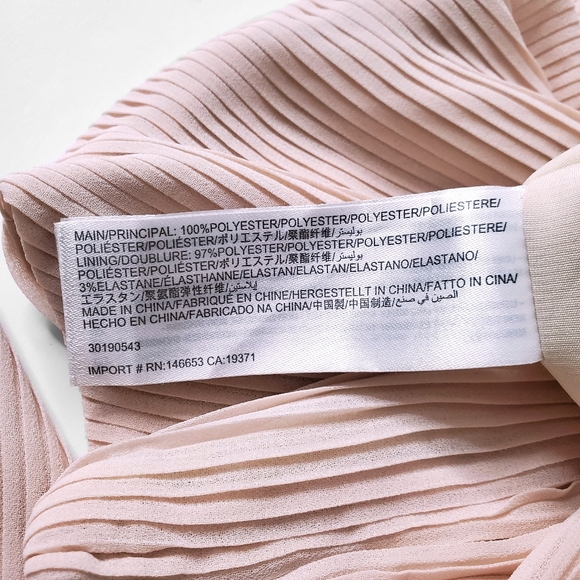 MAIN/PRINCIPAL: 100%POLYESTER/POLYESTER/POLYESTER/POLIESTERE/
POLIÉSTER/POLIÉSTER/ポリエステル/聚酯纤维/بوليستر
LINING/DOUBLURE: 97%POLYESTER/POLYESTER/POLYESTER/POLIESTERE/
POLIÉSTER/POLIÉSTER/ポリエステル/聚酯纤维/بوليستر
3%ELASTANE/ÉLASTHANNE/ELASTAN/ELASTAN/ELASTANO/ELASTANO/
エラスタン/聚氨酯弹性纤维/إيلاستين
MADE IN CHINA/FABRIQUÉ EN CHINE/HERGESTELLT IN CHINA/FATTO IN CINA/
HECHO EN CHINA/FABRICADO NA CHINA/中国製/中国制造/الصين في صنع
30190543
IMPORT # RN:146653 CA:19371